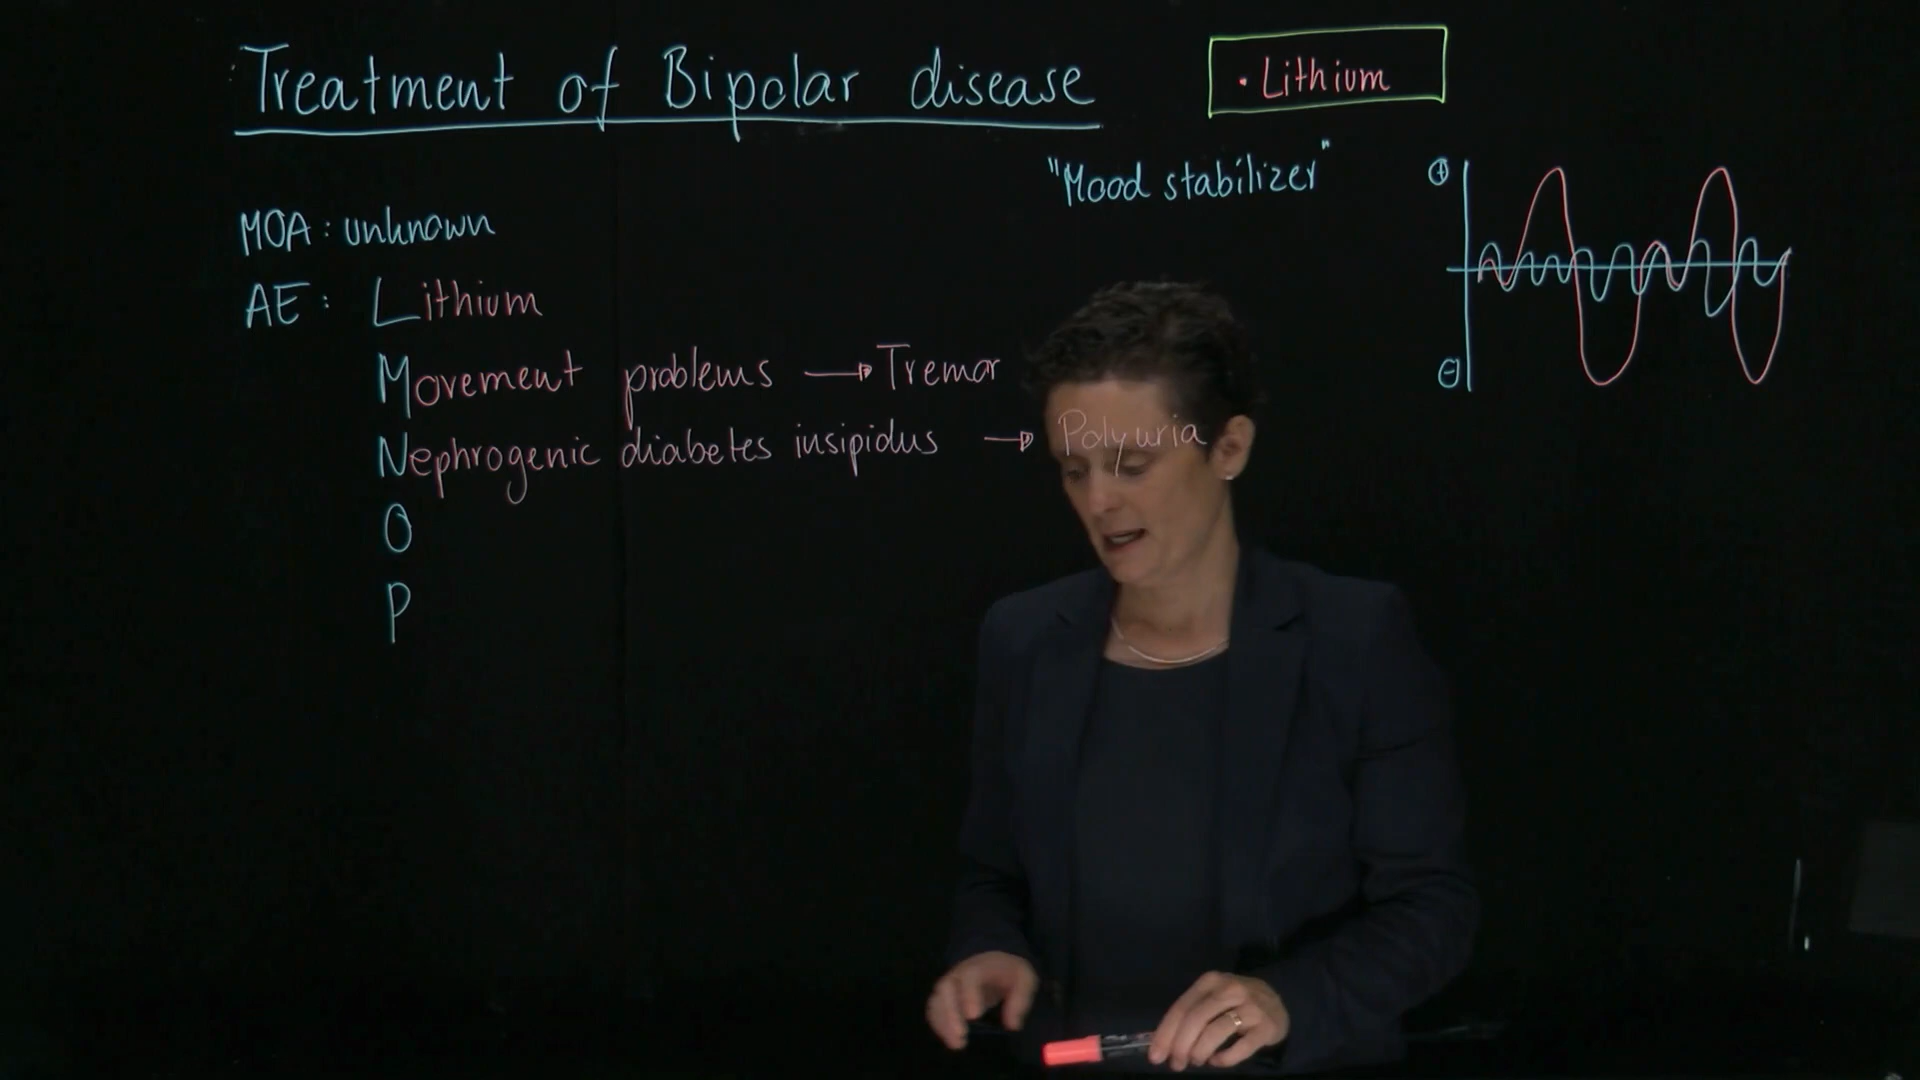 Treatment of Bipolar disease
• Lithium
"Mood stabilizer"
⊕
⊖
MOA: unknown
AE: Lithium
Movement problems → Tremor
Nephrogenic diabetes insipidus → Polyuria
O
P